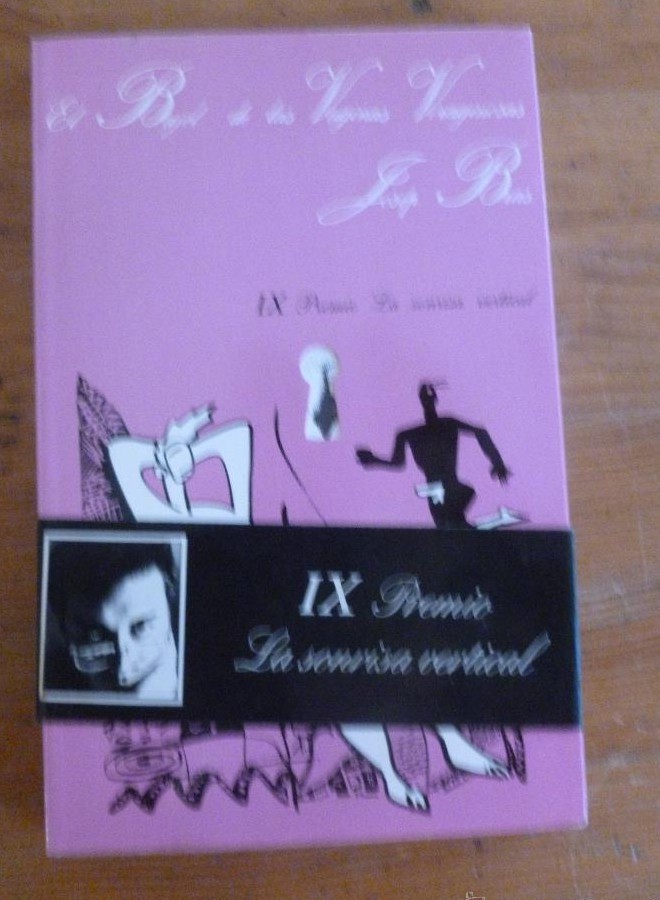 El Bajel de las Vaginas Voraginosas
Josep Bras
IX Premio La sonrisa vertical
IX Premio
La sonrisa vertical